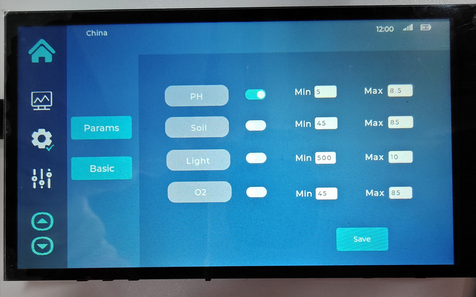 China
12:00
PH Min 5 Max 8.5
Params
Soil Min 45 Max 85
Basic
Light Min 500 Max 10
O2 Min 45 Max 85
Save